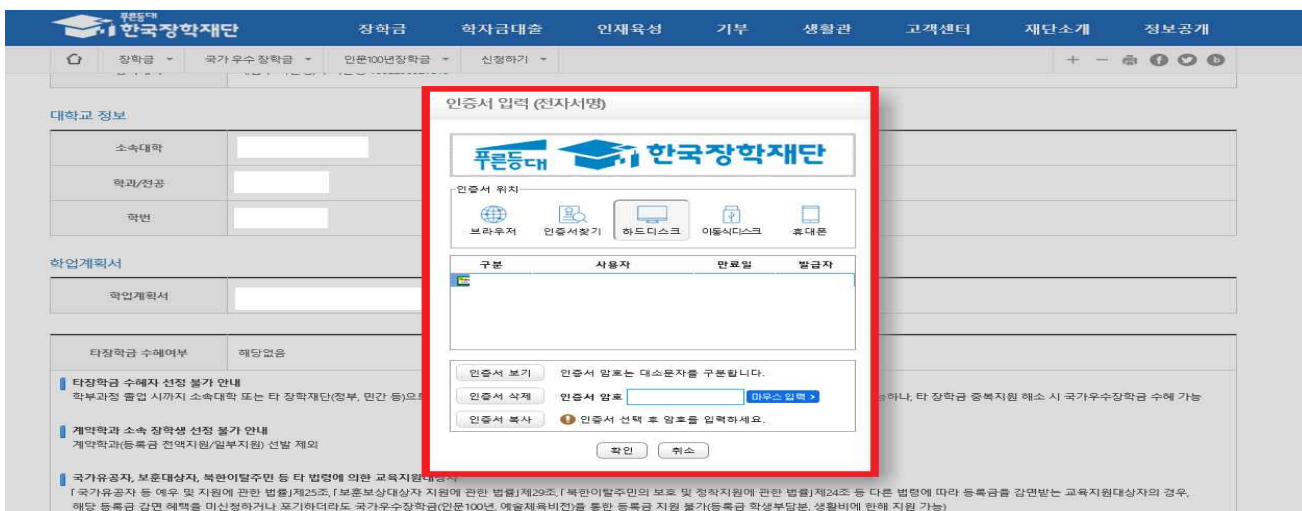 푸른등대
한국장학재단
장학금 학자금대출 인재육성 기부 생활관 고객센터 재단소개 정보공개
장학금 국가 우수 장학금 인문100년장학금 신청하기
대학교 정보
소속대학
학과/전공
학번
학업계획서
학업계획서
타장학금 수혜여부 해당없음
타장학금 수혜자 선정 불가 안내
학부과정 졸업 시까지 소속대학 또는 타 장학재단(정부, 민간 등)으 하나, 타 장학금 중복지원 해소 시 국가우수장학금 수혜 가능
계약학과 소속 장학생 선정 불가 안내
계약학과(등록금 전액지원/일부지원) 선발 제외
국가유공자, 보훈대상자, 북한이탈주민 등 타 법령에 의한 교육지원대상자
「국가유공자 등 예우 및 지원에 관한 법률」제25조, 「보훈보상대상자 지원에 관한 법률」제29조, 「북한이탈주민의 보호 및 정착지원에 관한 법률」제24조 등 다른 법령에 따라 등록금을 감면받는 교육지원대상자의 경우,
해당 등록금 감면 혜택을 미신청하거나 포기하더라도 국가우수장학금(인문100년, 예술체육비전)을 통한 등록금 지원 불가(등록금 학생부담분, 생활비에 한해 지원 가능)
인증서 입력 (전자서명)
푸른등대 한국장학재단
인증서 위치
브라우저 인증서찾기 하드디스크 이동식디스크 휴대폰
구분 사용자 만료일 발급자
인증서 보기 인증서 암호는 대소문자를 구분합니다.
인증서 삭제 인증서 암호 마우스 입력
인증서 복사 인증서 선택 후 암호를 입력하세요.
확인 취소